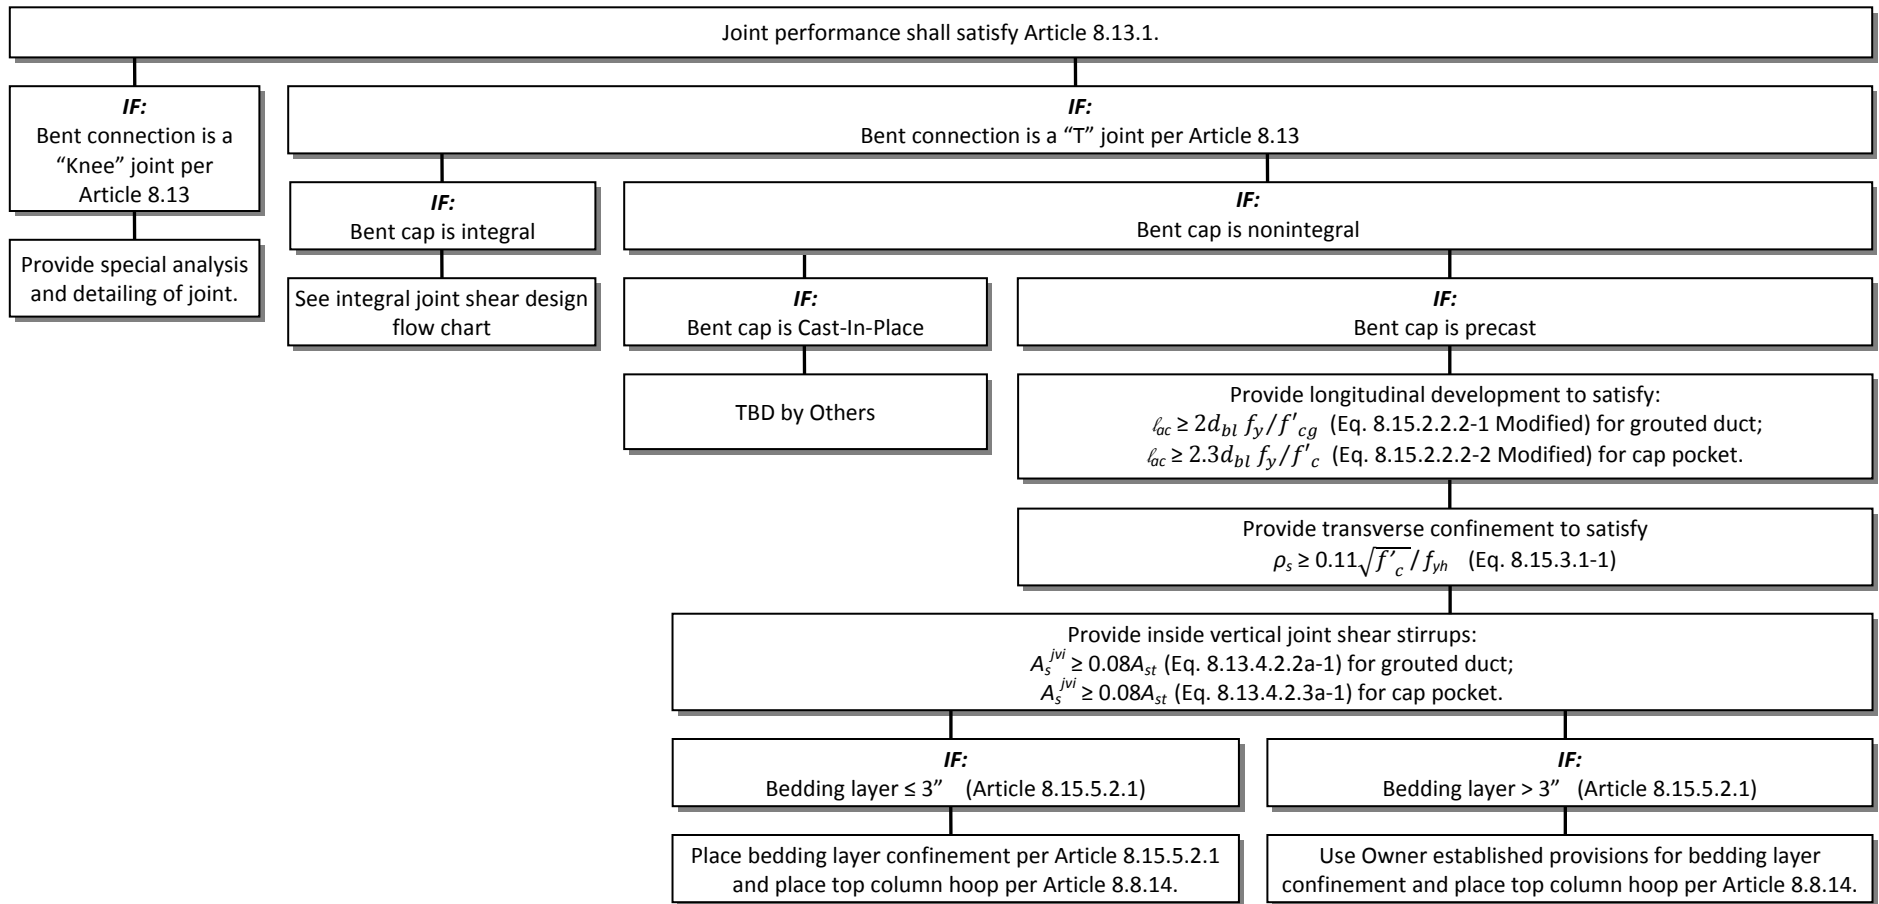 Joint performance shall satisfy Article 8.13.1.
IF:
Bent connection is a
“Knee” joint per
Article 8.13
Provide special analysis
and detailing of joint.
IF:
Bent connection is a “T” joint per Article 8.13
IF:
Bent cap is integral
See integral joint shear design
flow chart
IF:
Bent cap is nonintegral
IF:
Bent cap is Cast-In-Place
TBD by Others
IF:
Bent cap is precast
Provide longitudinal development to satisfy:
ℓac ≥ 2dbl fy/f′cg (Eq. 8.15.2.2.2-1 Modified) for grouted duct;
ℓac ≥ 2.3dbl fy/f′c (Eq. 8.15.2.2.2-2 Modified) for cap pocket.
Provide transverse confinement to satisfy
ρs ≥ 0.11√f′c / fyh (Eq. 8.15.3.1-1)
Provide inside vertical joint shear stirrups:
As^jvi ≥ 0.08Ast (Eq. 8.13.4.2.2a-1) for grouted duct;
As^jvi ≥ 0.08Ast (Eq. 8.13.4.2.3a-1) for cap pocket.
IF:
Bedding layer ≤ 3” (Article 8.15.5.2.1)
Place bedding layer confinement per Article 8.15.5.2.1
and place top column hoop per Article 8.8.14.
IF:
Bedding layer > 3” (Article 8.15.5.2.1)
Use Owner established provisions for bedding layer
confinement and place top column hoop per Article 8.8.14.